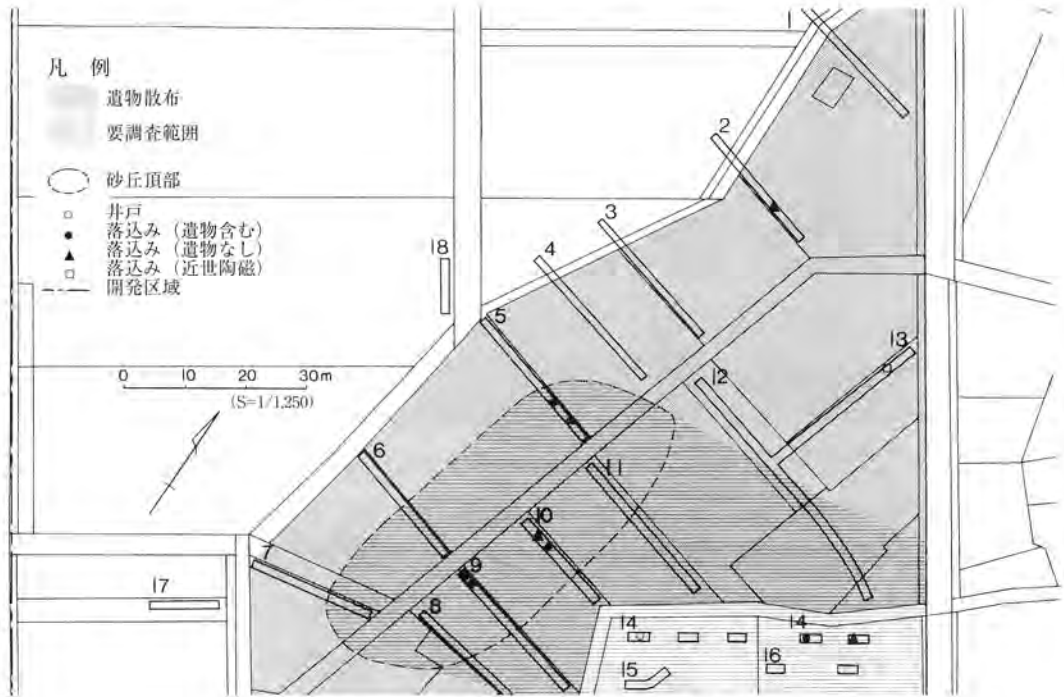 凡 例
遺物散布
要調査範囲
砂丘頂部
井戸
落込み（遺物含む）
落込み（遺物なし）
落込み（近世陶磁）
開発区域
0 10 20 30m
(S=1/1,250)
1
2
3
4
5
6
7
8
9
10
11
12
13
14
14
15
16
17
18